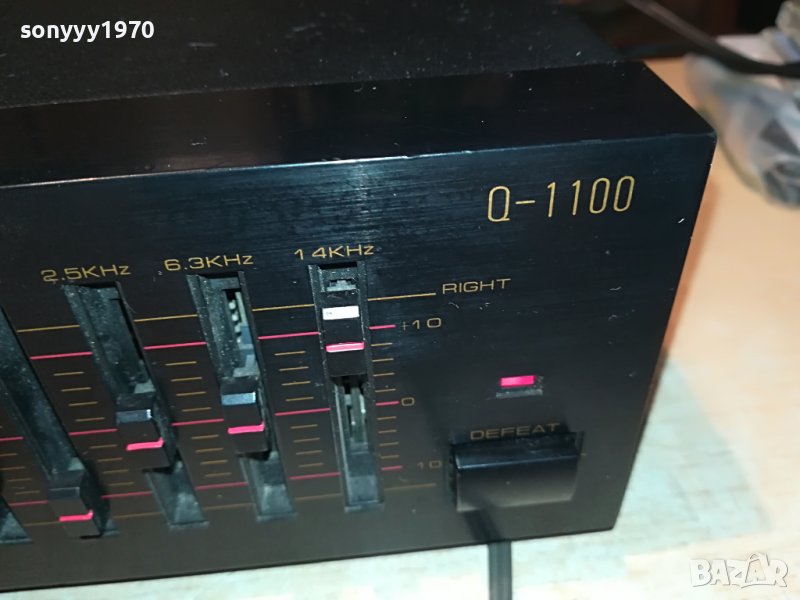 sonyyy1970
Q-1100
2.5KHz 6.3KHz 14KHz
RIGHT
+10
0
DEFEAT
10
BAZAR